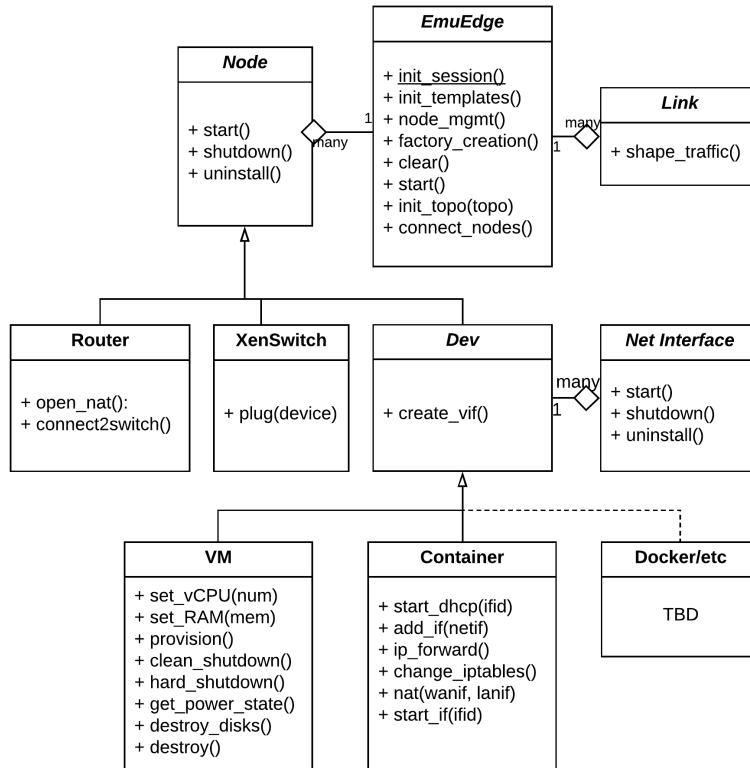 EmuEdge
+ init_session()
+ init_templates()
+ node_mgmt()
+ factory_creation()
+ clear()
+ start()
+ init_topo(topo)
+ connect_nodes()
Node
+ start()
+ shutdown()
+ uninstall()
many
1
many
1
Link
+ shape_traffic()
Router
+ open_nat():
+ connect2switch()
XenSwitch
+ plug(device)
Dev
+ create_vif()
many
1
Net Interface
+ start()
+ shutdown()
+ uninstall()
VM
+ set_vCPU(num)
+ set_RAM(mem)
+ provision()
+ clean_shutdown()
+ hard_shutdown()
+ get_power_state()
+ destroy_disks()
+ destroy()
Container
+ start_dhcp(ifid)
+ add_if(netif)
+ ip_forward()
+ change_iptables()
+ nat(wanif, lanif)
+ start_if(ifid)
Docker/etc
TBD